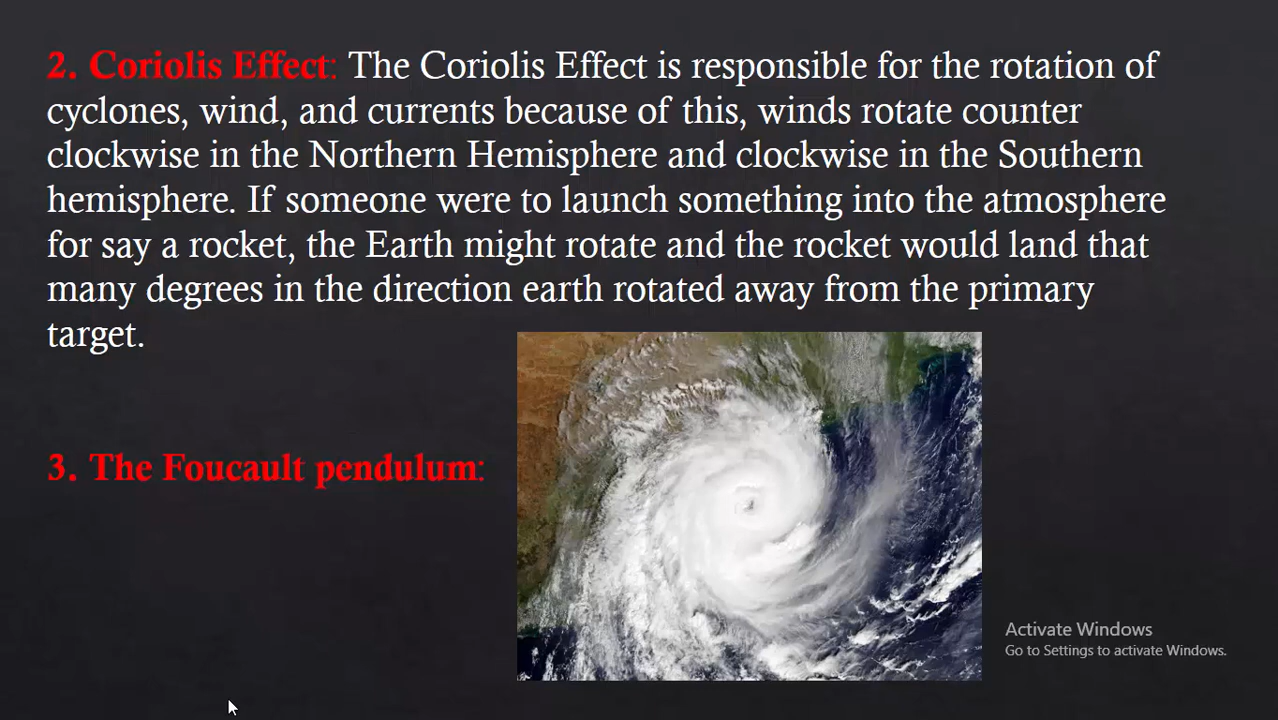 2. Coriolis Effect: The Coriolis Effect is responsible for the rotation of
cyclones, wind, and currents because of this, winds rotate counter
clockwise in the Northern Hemisphere and clockwise in the Southern
hemisphere. If someone were to launch something into the atmosphere
for say a rocket, the Earth might rotate and the rocket would land that
many degrees in the direction earth rotated away from the primary
target.
3. The Foucault pendulum:
Activate Windows
Go to Settings to activate Windows.